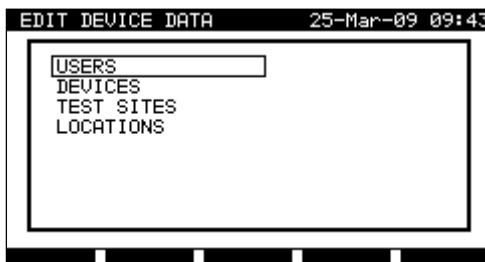 EDIT DEVICE DATA 25-Mar-09 09:43
USERS
DEVICES
TEST SITES
LOCATIONS